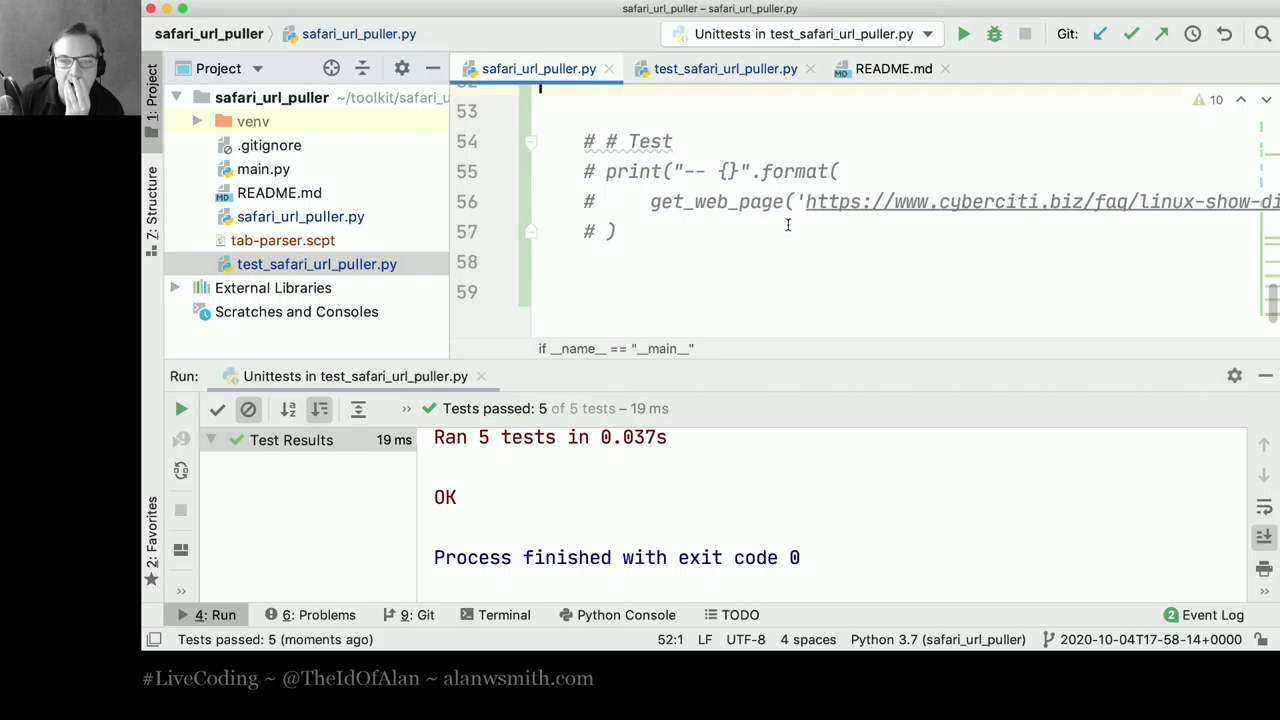 safari_url_puller – safari_url_puller.py
safari_url_puller
safari_url_puller.py
Unittests in test_safari_url_puller.py
Git:
1: Project
Project
safari_url_puller.py
test_safari_url_puller.py
README.md
safari_url_puller ~/toolkit/safari_u
venv
.gitignore
main.py
README.md
safari_url_puller.py
tab-parser.scpt
test_safari_url_puller.py
External Libraries
Scratches and Consoles
Z: Structure
10
53
54 # # Test
55 # print("-- {}".format(
56 # get_web_page('https://www.cyberciti.biz/faq/linux-show-di
57 # )
58
59
if __name__ == "__main__"
Run:
Unittests in test_safari_url_puller.py
Tests passed: 5 of 5 tests – 19 ms
Test Results 19 ms
Ran 5 tests in 0.037s
OK
Process finished with exit code 0
2: Favorites
4: Run
6: Problems
9: Git
Terminal
Python Console
TODO
2 Event Log
Tests passed: 5 (moments ago)
52:1 LF UTF-8 4 spaces Python 3.7 (safari_url_puller)
2020-10-04T17-58-14+0000
#LiveCoding ~ @TheIdOfAlan ~ alanwsmith.com